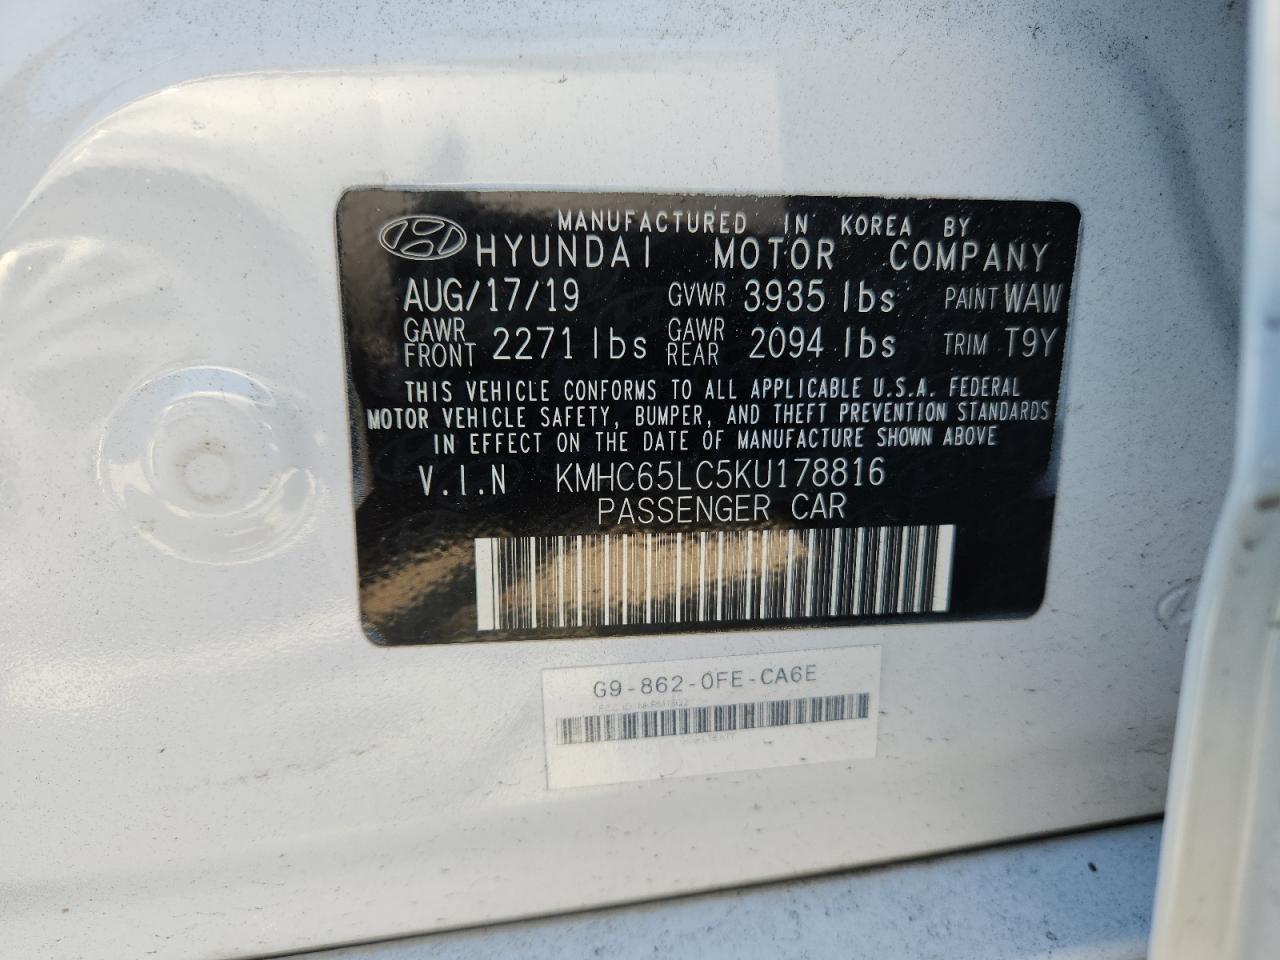 MANUFACTURED IN KOREA BY
HYUNDAI MOTOR COMPANY
AUG/17/19 GVWR 3935 lbs PAINT WAW
GAWR FRONT 2271 lbs GAWR REAR 2094 lbs TRIM T9Y
THIS VEHICLE CONFORMS TO ALL APPLICABLE U.S.A. FEDERAL
MOTOR VEHICLE SAFETY, BUMPER, AND THEFT PREVENTION STANDARDS
IN EFFECT ON THE DATE OF MANUFACTURE SHOWN ABOVE
V.I.N KMHC65LC5KU178816
PASSENGER CAR
G9-862-0FE-CA6E
FCC ID: